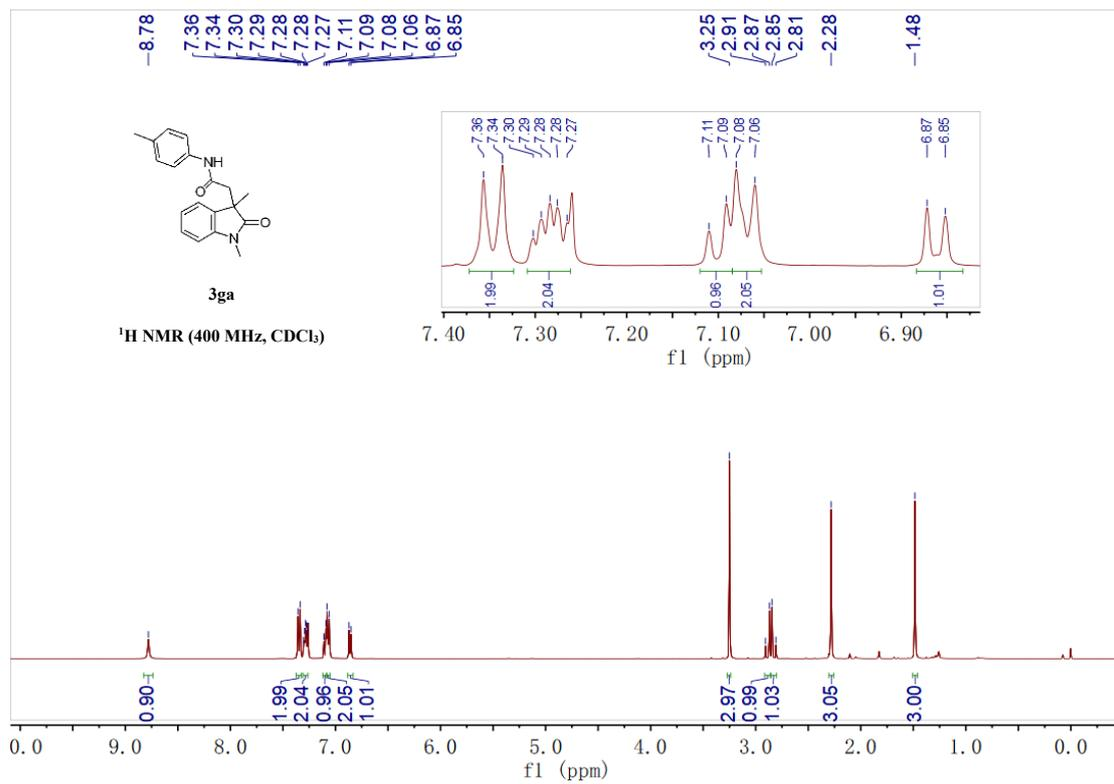 8.78 7.36 7.34 7.30 7.29 7.28 7.28 7.27 7.11 7.09 7.08 7.06 6.87 6.85 3.25 2.91 2.87 2.85 2.81 2.28 1.48
7.36 7.34 7.30 7.29 7.28 7.28 7.27 7.11 7.09 7.08 7.06 6.87 6.85
NH
O
O
N
3ga
¹H NMR (400 MHz, CDCl₃)
1.99 2.04 0.96 2.05 1.01
7.40 7.30 7.20 7.10 7.00 6.90
f1 (ppm)
0.90 1.99 2.04 0.96 2.05 1.01 2.97 0.99 1.03 3.05 3.00
0.0 9.0 8.0 7.0 6.0 5.0 4.0 3.0 2.0 1.0 0.0
f1 (ppm)